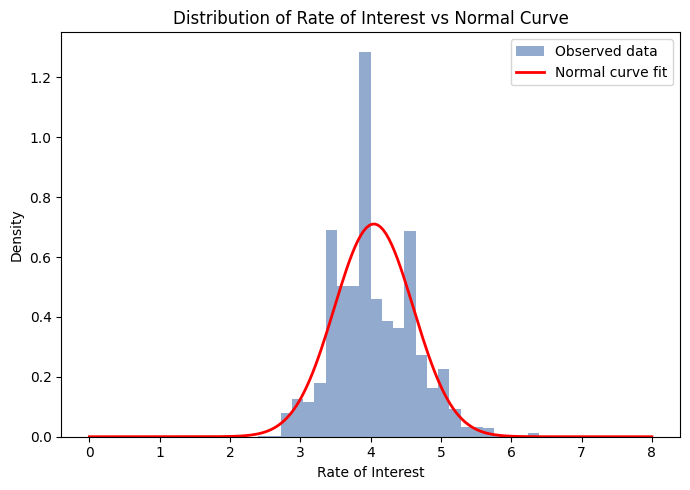 Distribution of Rate of Interest vs Normal Curve
Observed data
Normal curve fit
Density
1.2
1.0
0.8
0.6
0.4
0.2
0.0
0 1 2 3 4 5 6 7 8
Rate of Interest